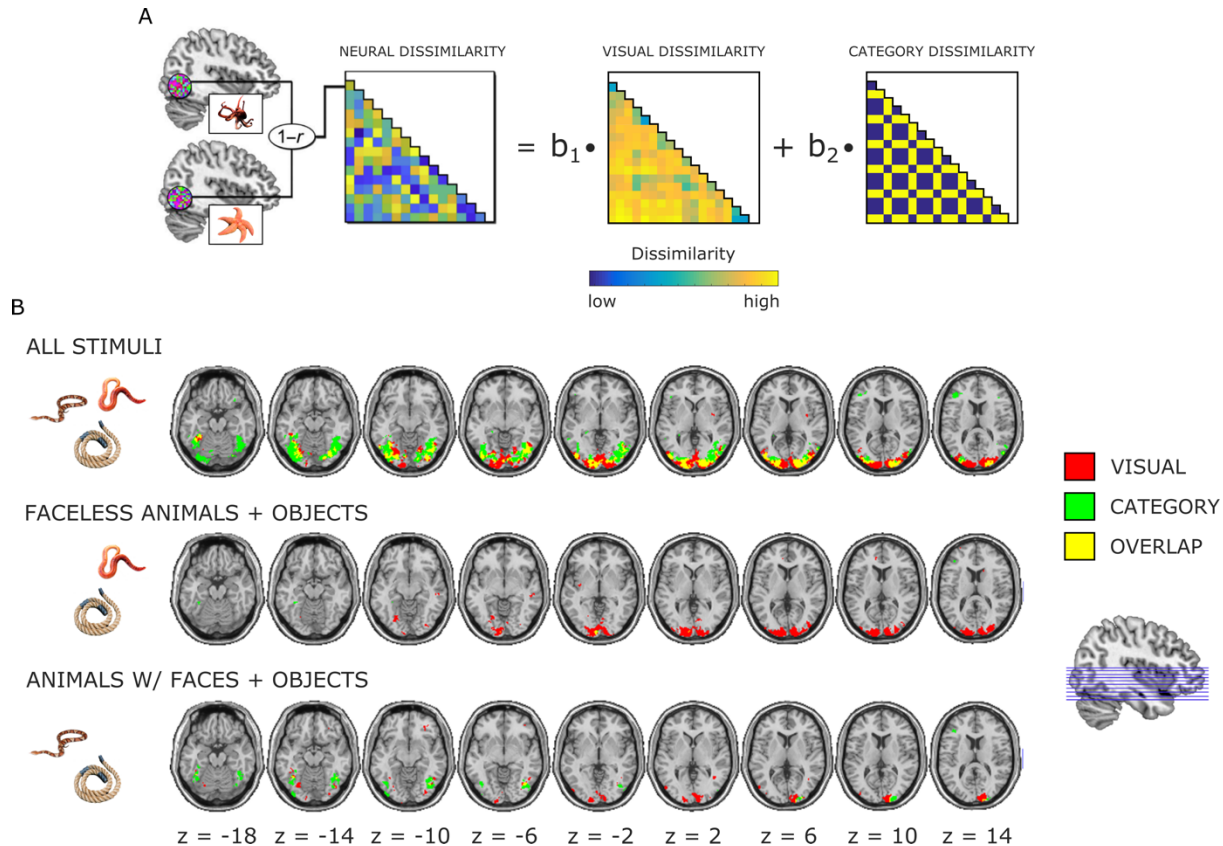 A
NEURAL DISSIMILARITY
VISUAL DISSIMILARITY
CATEGORY DISSIMILARITY
1–r
= b₁• + b₂•
Dissimilarity
low high
B
ALL STIMULI
FACELESS ANIMALS + OBJECTS
ANIMALS W/ FACES + OBJECTS
VISUAL
CATEGORY
OVERLAP
z = -18 z = -14 z = -10 z = -6 z = -2 z = 2 z = 6 z = 10 z = 14